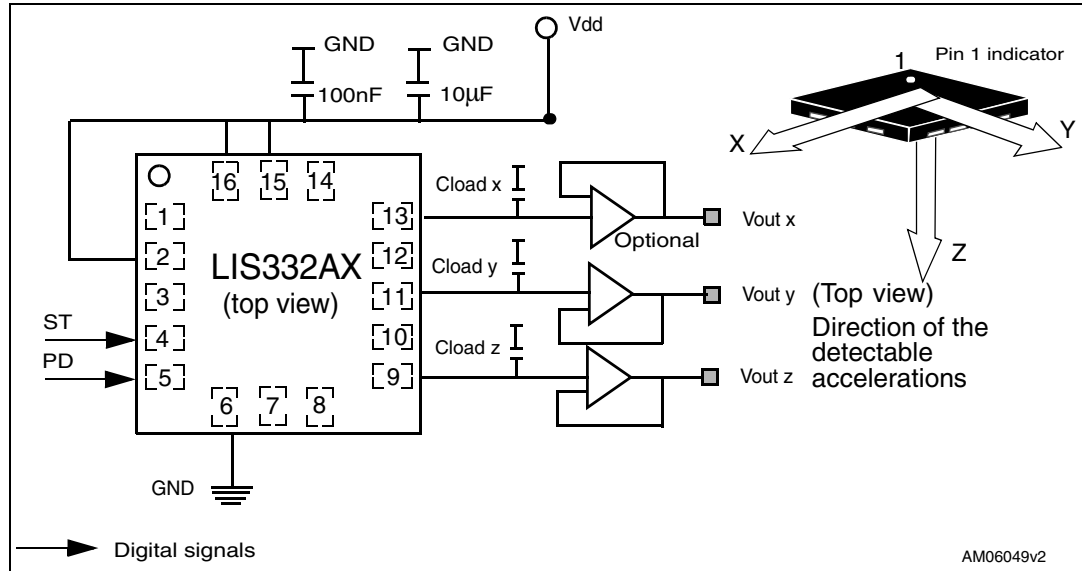 Vdd
GND
GND
100nF
10µF
1
Pin 1 indicator
X
Y
Z
16
15
14
1
2
3
4
5
13
12
11
10
9
6
7
8
LIS332AX
(top view)
ST
PD
Cload x
Optional
Vout x
Cload y
Vout y
Cload z
Vout z
(Top view)
Direction of the
detectable
accelerations
GND
Digital signals
AM06049v2